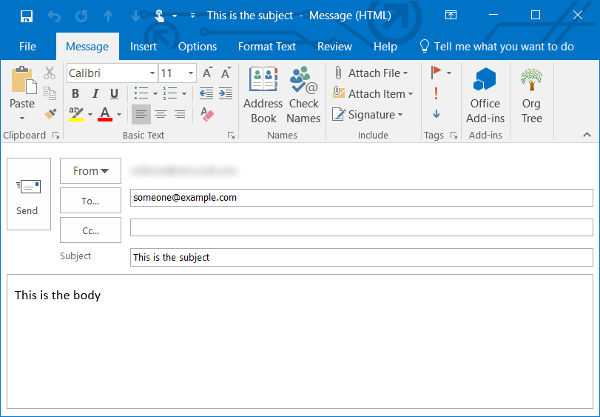 This is the subject - Message (HTML)
File Message Insert Options Format Text Review Help Tell me what you want to do
Paste
Clipboard
Calibri 11 A A
B I U
ab A
Basic Text
Address Book
Check Names
Names
Attach File
Attach Item
Signature
Include
Tags
Office Add-ins
Add-ins
Org Tree
Send
From
To... someone@example.com
Cc...
Subject This is the subject
This is the body